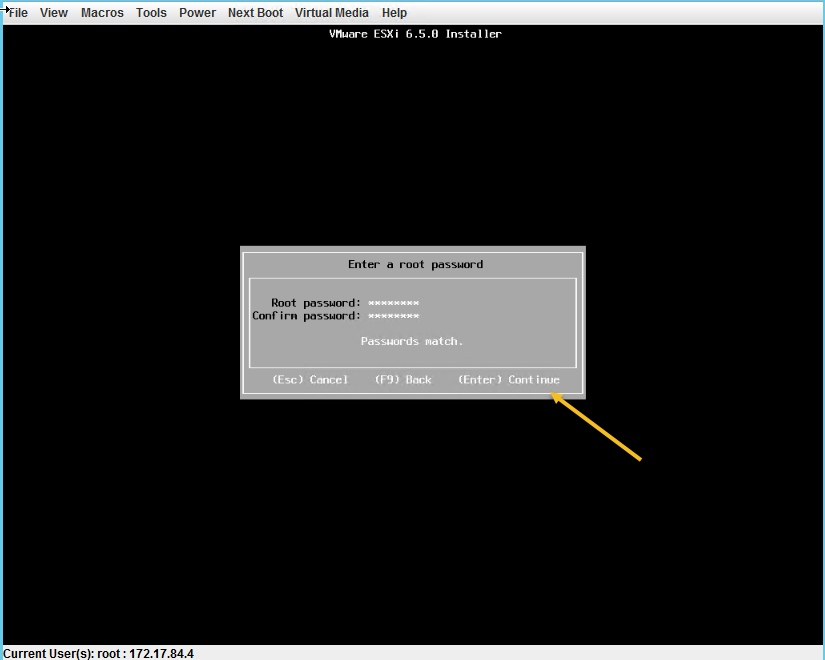 File View Macros Tools Power Next Boot Virtual Media Help
VMware ESXi 6.5.0 Installer
Enter a root password
Root password: ********
Confirm password: ********
Passwords match.
(Esc) Cancel (F9) Back (Enter) Continue
Current User(s): root : 172.17.84.4